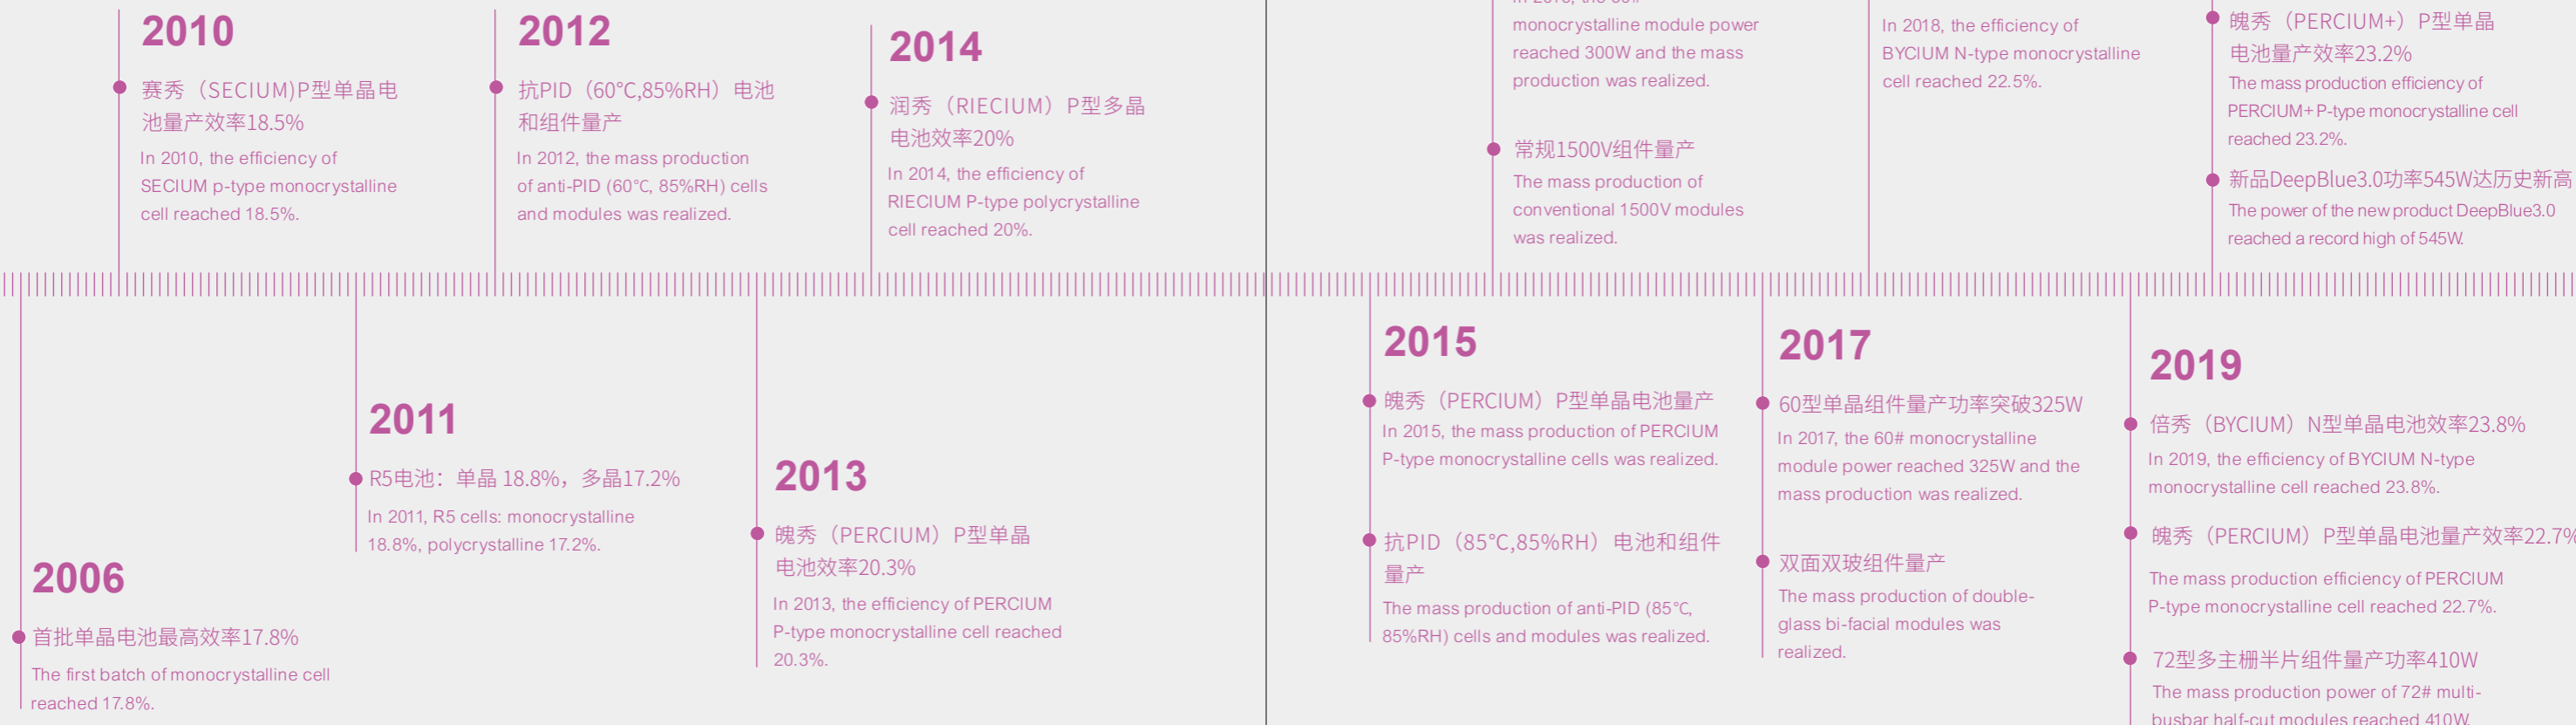 2010
赛秀（SECIUM)P型单晶电
池量产效率18.5%
In 2010, the efficiency of
SECIUM p-type monocrystalline
cell reached 18.5%.
2012
抗PID（60℃,85%RH）电池
和组件量产
In 2012, the mass production
of anti-PID (60℃, 85%RH) cells
and modules was realized.
2014
润秀（RIECIUM）P型多晶
电池效率20%
In 2014, the efficiency of
RIECIUM P-type polycrystalline
cell reached 20%.
monocrystalline module power
reached 300W and the mass
production was realized.
常规1500V组件量产
The mass production of
conventional 1500V modules
was realized.
In 2018, the efficiency of
BYCIUM N-type monocrystalline
cell reached 22.5%.
魄秀（PERCIUM+）P型单晶
电池量产效率23.2%
The mass production efficiency of
PERCIUM+ P-type monocrystalline cell
reached 23.2%.
新品DeepBlue3.0功率545W达历史新高
The power of the new product DeepBlue3.0
reached a record high of 545W.
2006
首批单晶电池最高效率17.8%
The first batch of monocrystalline cell
reached 17.8%.
2011
R5电池：单晶 18.8%，多晶17.2%
In 2011, R5 cells: monocrystalline
18.8%, polycrystalline 17.2%.
2013
魄秀（PERCIUM）P型单晶
电池效率20.3%
In 2013, the efficiency of PERCIUM
P-type monocrystalline cell reached
20.3%.
2015
魄秀（PERCIUM）P型单晶电池量产
In 2015, the mass production of PERCIUM
P-type monocrystalline cells was realized.
抗PID（85℃,85%RH）电池和组件
量产
The mass production of anti-PID (85℃,
85%RH) cells and modules was realized.
2017
60型单晶组件量产功率突破325W
In 2017, the 60# monocrystalline
module power reached 325W and the
mass production was realized.
双面双玻组件量产
The mass production of double-
glass bi-facial modules was
realized.
2019
倍秀（BYCIUM）N型单晶电池效率23.8%
In 2019, the efficiency of BYCIUM N-type
monocrystalline cell reached 23.8%.
魄秀（PERCIUM）P型单晶电池量产效率22.7%
The mass production efficiency of PERCIUM
P-type monocrystalline cell reached 22.7%.
72型多主栅半片组件量产功率410W
The mass production power of 72# multi-
busbar half-cut modules reached 410W.